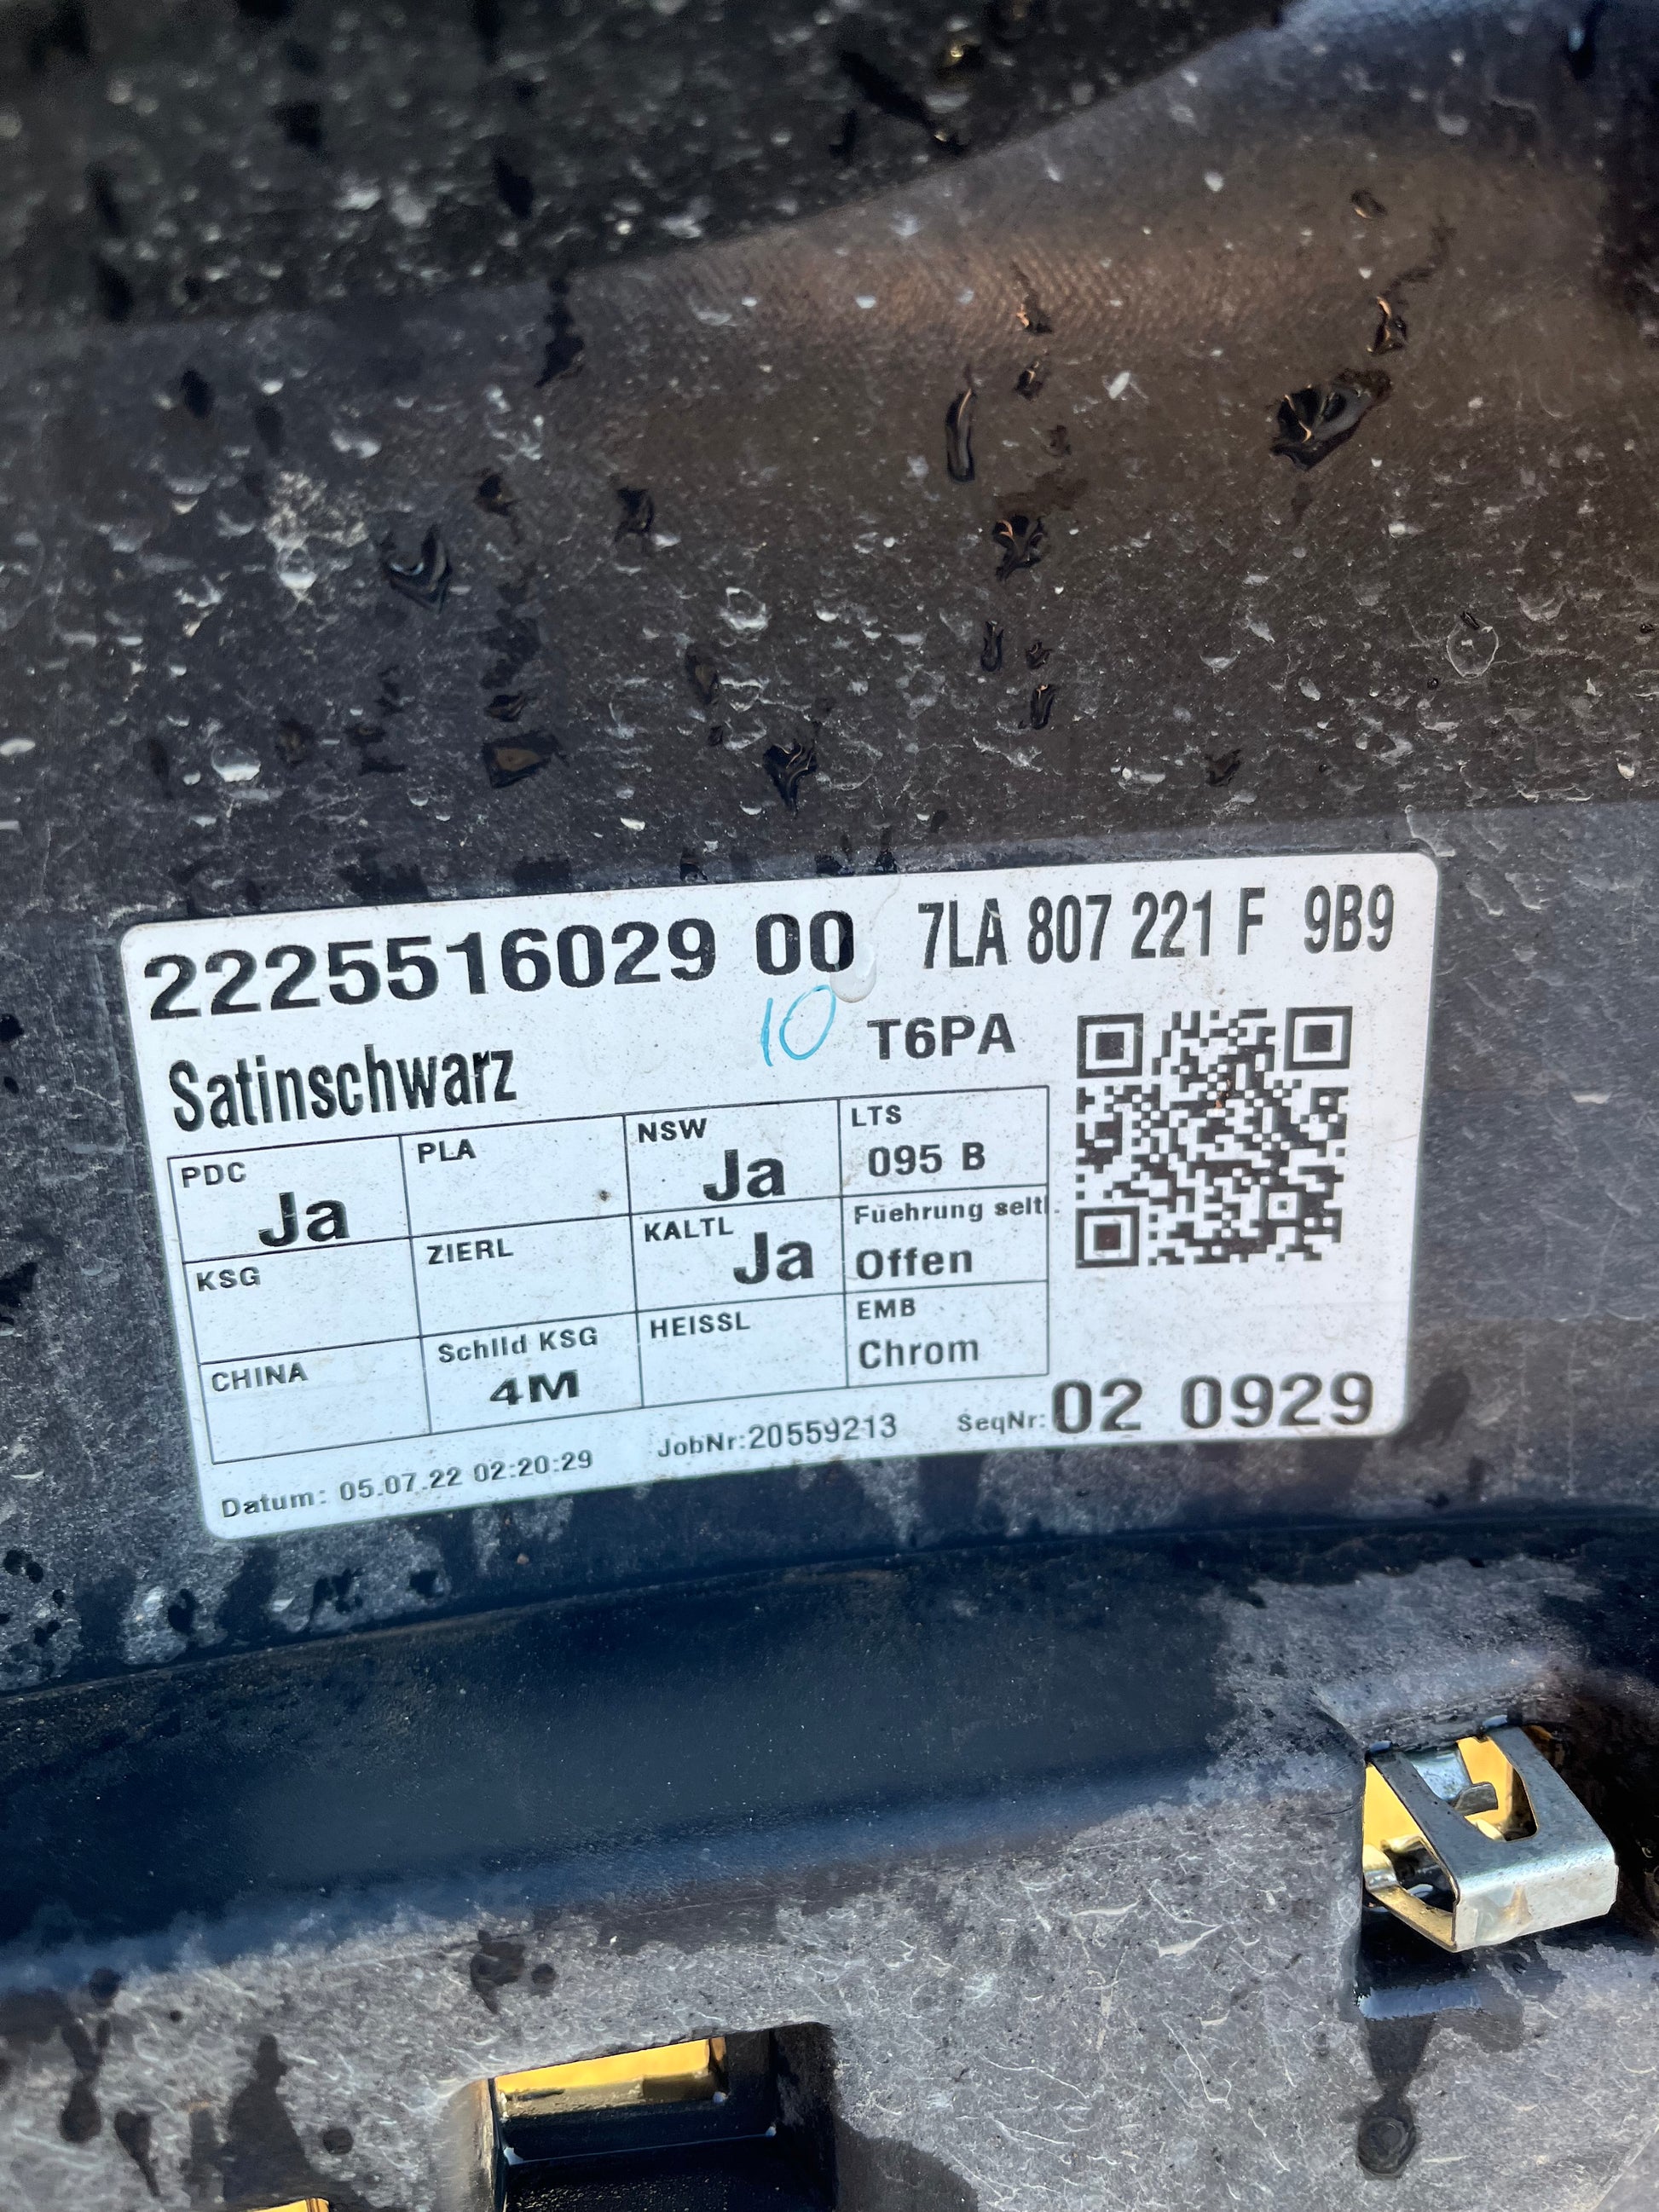 2225516029 00 7LA 807 221 F 9B9
Satinschwarz 10 T6PA
PDC Ja PLA NSW Ja LTS 095 B
KSG ZIERL KALTL Ja Fuehrung seitl. Offen
CHINA Schild KSG 4M HEISSL EMB Chrom
Datum: 05.07.22 02:20:29 JobNr:20559213 SeqNr:02 0929